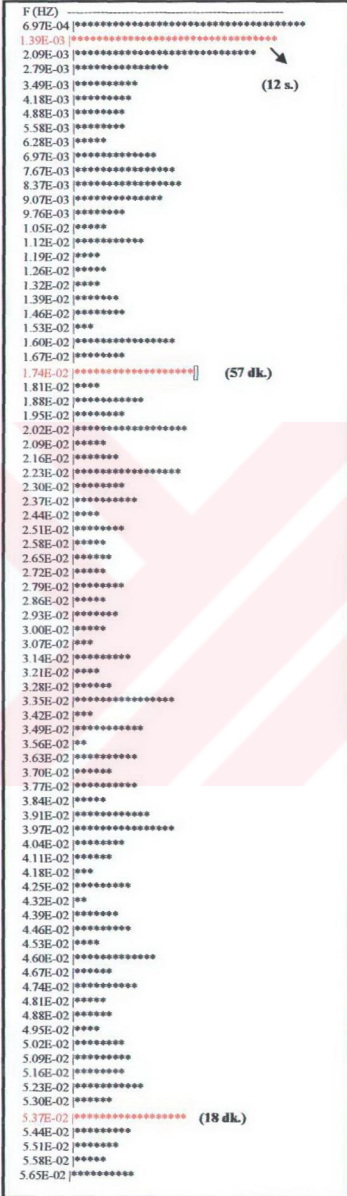 F (HZ) ------------------------------------------
6.97E-04 |*************************************
1.39E-03 |*********************************
2.09E-03 |*****************************
2.79E-03 |***************
(12 s.)
3.49E-03 |**********
4.18E-03 |*********
4.88E-03 |********
5.58E-03 |********
6.28E-03 |*****
6.97E-03 |*************
7.67E-03 |****************
8.37E-03 |*****************
9.07E-03 |**************
9.76E-03 |********
1.05E-02 |*****
1.12E-02 |***********
1.19E-02 |****
1.26E-02 |*****
1.32E-02 |****
1.39E-02 |*******
1.46E-02 |********
1.53E-02 |***
1.60E-02 |****************
1.67E-02 |********
1.74E-02 |******************* (57 dk.)
1.81E-02 |****
1.88E-02 |***********
1.95E-02 |********
2.02E-02 |******************
2.09E-02 |*****
2.16E-02 |*******
2.23E-02 |*****************
2.30E-02 |********
2.37E-02 |**********
2.44E-02 |****
2.51E-02 |********
2.58E-02 |*****
2.65E-02 |******
2.72E-02 |*****
2.79E-02 |********
2.86E-02 |*****
2.93E-02 |*******
3.00E-02 |*****
3.07E-02 |***
3.14E-02 |*********
3.21E-02 |****
3.28E-02 |******
3.35E-02 |****************
3.42E-02 |***
3.49E-02 |***********
3.56E-02 |**
3.63E-02 |**********
3.70E-02 |******
3.77E-02 |**********
3.84E-02 |*****
3.91E-02 |************
3.97E-02 |****************
4.04E-02 |********
4.11E-02 |******
4.18E-02 |***
4.25E-02 |*********
4.32E-02 |**
4.39E-02 |*******
4.46E-02 |*********
4.53E-02 |****
4.60E-02 |*************
4.67E-02 |******
4.74E-02 |**********
4.81E-02 |*****
4.88E-02 |******
4.95E-02 |****
5.02E-02 |********
5.09E-02 |*********
5.16E-02 |********
5.23E-02 |***********
5.30E-02 |******
5.37E-02 |****************** (18 dk.)
5.44E-02 |*********
5.51E-02 |*******
5.58E-02 |*****
5.65E-02 |**********